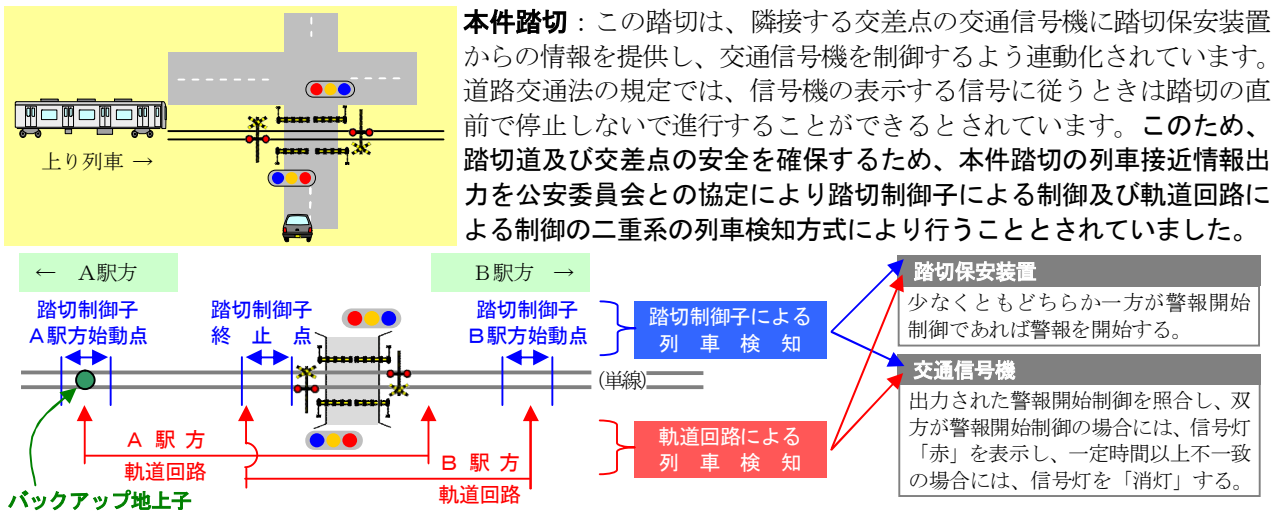 本件踏切：この踏切は、隣接する交差点の交通信号機に踏切保安装置
からの情報を提供し、交通信号機を制御するよう連動化されています。
道路交通法の規定では、信号機の表示する信号に従うときは踏切の直
前で停止しないで進行することができるとされています。このため、
踏切道及び交差点の安全を確保するため、本件踏切の列車接近情報出
力を公安委員会との協定により踏切制御子による制御及び軌道回路に
よる制御の二重系の列車検知方式により行うこととされていました。
上り列車 →
← A駅方
B駅方 →
踏切制御子
A駅方始動点
踏切制御子
終止点
踏切制御子
B駅方始動点
(単線)
A駅方
軌道回路
B駅方
軌道回路
バックアップ地上子
踏切制御子による
列車検知
軌道回路による
列車検知
踏切保安装置
少なくともどちらか一方が警報開始
制御であれば警報を開始する。
交通信号機
出力された警報開始制御を照合し、双
方が警報開始制御の場合には、信号灯
「赤」を表示し、一定時間以上不一致
の場合には、信号灯を「消灯」する。